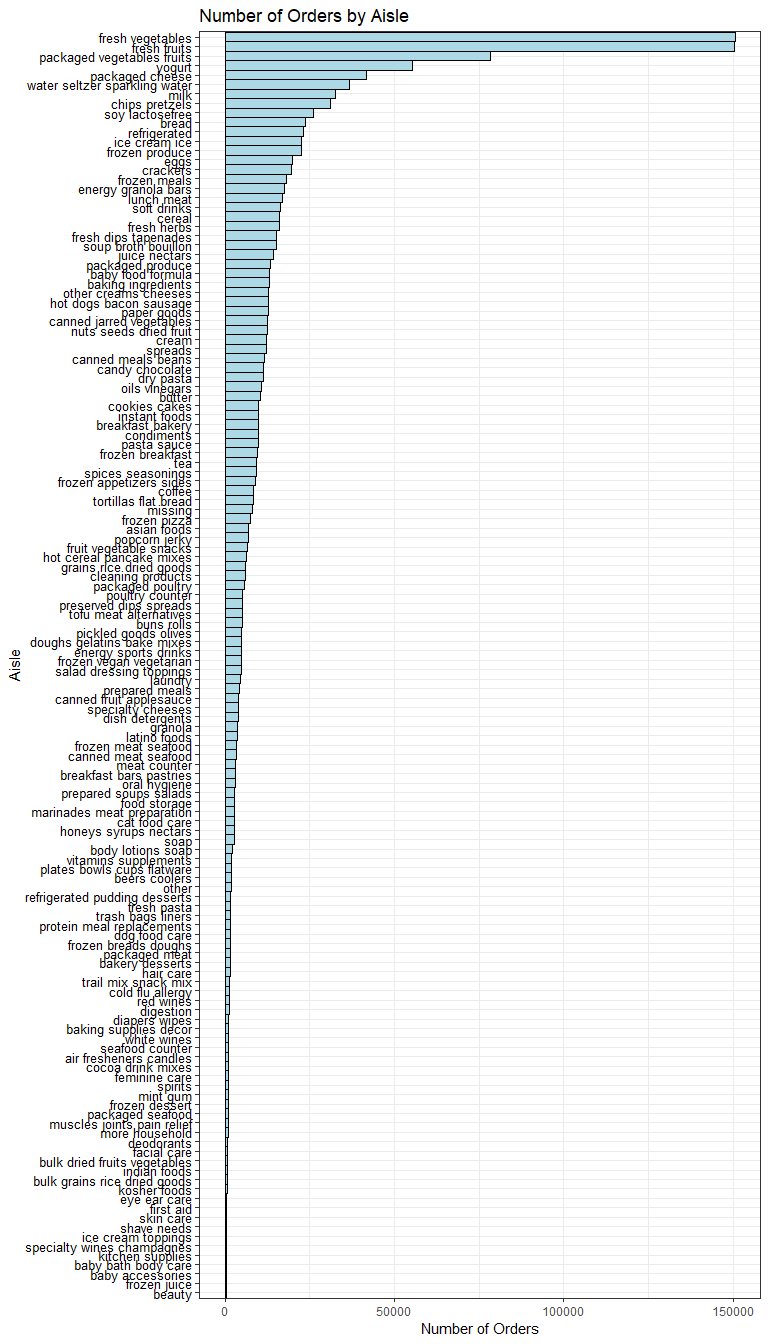 Number of Orders by Aisle
fresh vegetables
fresh fruits
packaged vegetables fruits
yogurt
packaged cheese
water seltzer sparkling water
milk
chips pretzels
soy lactosefree
bread
refrigerated
ice cream ice
frozen produce
eggs
crackers
frozen meals
energy granola bars
lunch meat
soft drinks
cereal
fresh herbs
fresh dips tapenades
soup broth bouillon
juice nectars
packaged produce
baby food formula
baking ingredients
other creams cheeses
hot dogs bacon sausage
paper goods
canned jarred vegetables
nuts seeds dried fruit
cream
spreads
canned meals beans
candy chocolate
dry pasta
oils vinegars
butter
cookies cakes
instant foods
breakfast bakery
condiments
pasta sauce
frozen breakfast
tea
spices seasonings
frozen appetizers sides
coffee
tortillas flat bread
missing
frozen pizza
asian foods
popcorn jerky
fruit vegetable snacks
hot cereal pancake mixes
grains rice dried goods
cleaning products
packaged poultry
poultry counter
preserved dips spreads
tofu meat alternatives
buns rolls
pickled goods olives
doughs gelatins bake mixes
energy sports drinks
frozen vegan vegetarian
salad dressing toppings
laundry
prepared meals
canned fruit applesauce
specialty cheeses
dish detergents
granola
latino foods
frozen meat seafood
canned meat seafood
meat counter
breakfast bars pastries
oral hygiene
prepared soups salads
food storage
marinades meat preparation
cat food care
honeys syrups nectars
soap
body lotions soap
vitamins supplements
plates bowls cups flatware
beers coolers
other
refrigerated pudding desserts
fresh pasta
trash bags liners
protein meal replacements
dog food care
frozen breads doughs
packaged meat
bakery desserts
hair care
trail mix snack mix
cold flu allergy
red wines
digestion
diapers wipes
baking supplies decor
white wines
seafood counter
air fresheners candles
cocoa drink mixes
feminine care
spirits
mint gum
frozen dessert
packaged seafood
muscles joints pain relief
more household
deodorants
facial care
bulk dried fruits vegetables
indian foods
bulk grains rice dried goods
kosher foods
eye ear care
first aid
skin care
shave needs
ice cream toppings
specialty wines champagnes
kitchen supplies
baby bath body care
baby accessories
frozen juice
beauty
Aisle
0
50000
100000
150000
Number of Orders